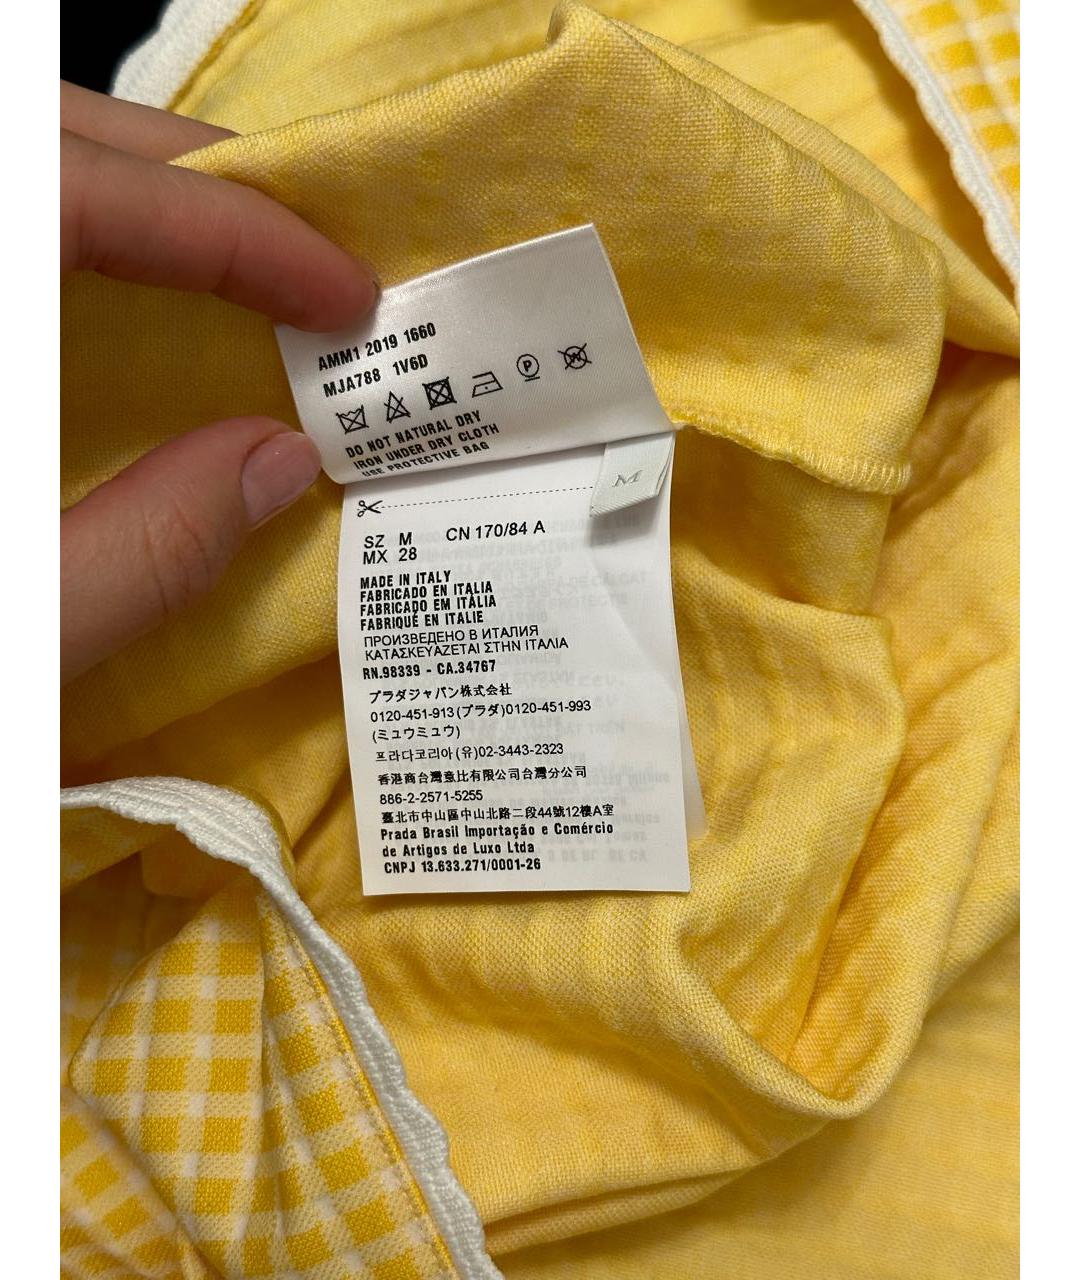 AMM1 2019 1660
MJA788 1V6D
P
W
DO NOT NATURAL DRY
IRON UNDER DRY CLOTH
USE PROTECTIVE BAG
M
SZ M CN 170/84 A
MX 28
MADE IN ITALY
FABRICADO EN ITALIA
FABRICADO EM ITÁLIA
FABRIQUÉ EN ITALIE
ПРОИЗВЕДЕНО В ИТАЛИЯ
ΚΑΤΑΣΚΕΥΑΖΕΤΑΙ ΣΤΗΝ ΙΤΑΛΙΑ
RN.98339 - CA.34767
プラダジャパン株式会社
0120-451-913(プラダ)0120-451-993
(ミュウミュウ)
프라다코리아(유)02-3443-2323
香港商台灣意比有限公司台灣分公司
886-2-2571-5255
臺北市中山區中山北路二段44號12樓A室
Prada Brasil Importação e Comércio
de Artigos de Luxo Ltda
CNPJ 13.633.271/0001-26